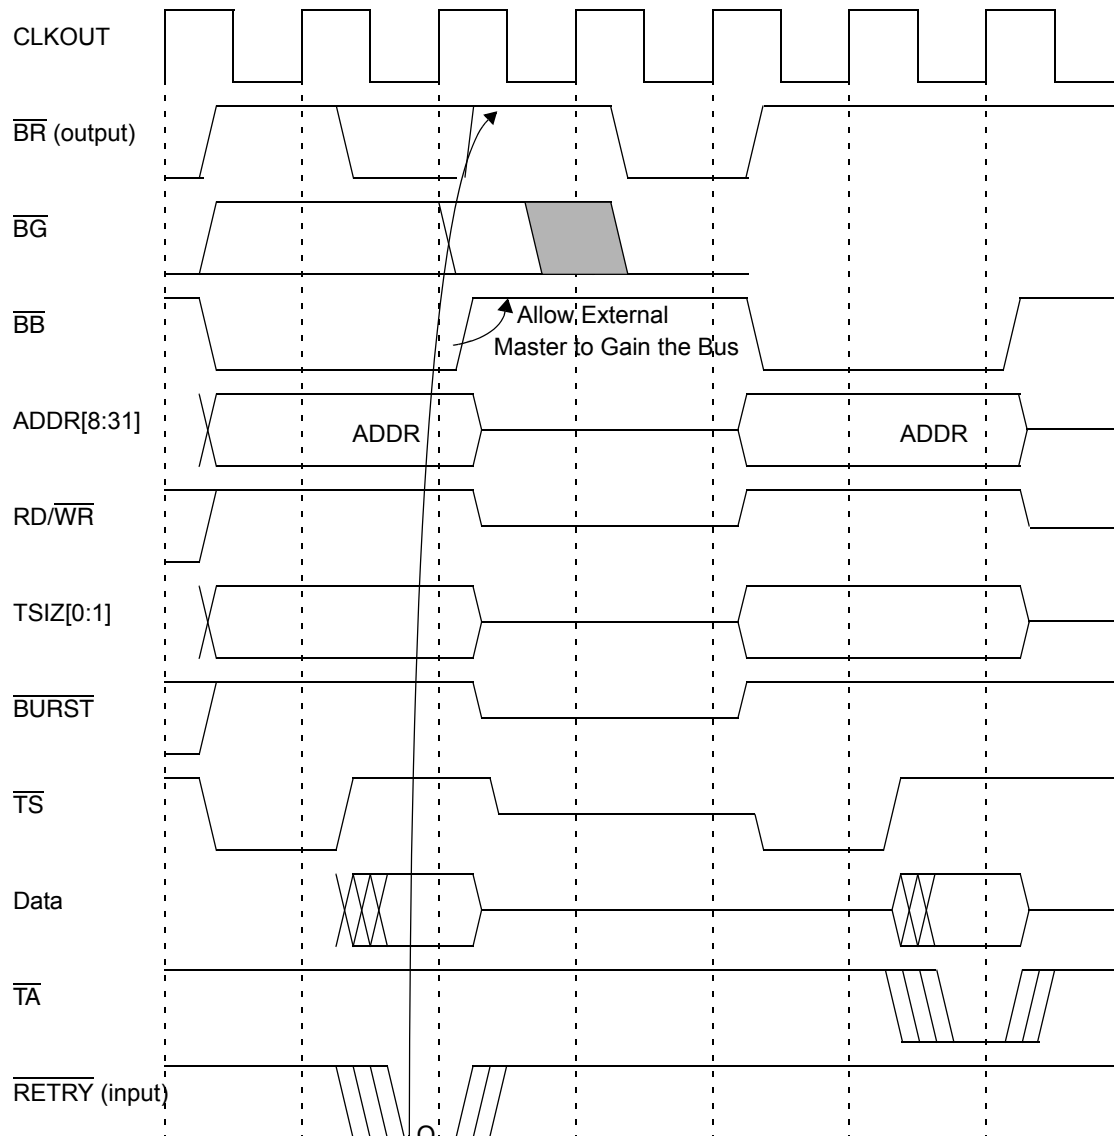 CLKOUT
BR (output)
BG
BB
Allow External
Master to Gain the Bus
ADDR[8:31]
ADDR
ADDR
RD/WR
TSIZ[0:1]
BURST
TS
Data
TA
RETRY (input)
O